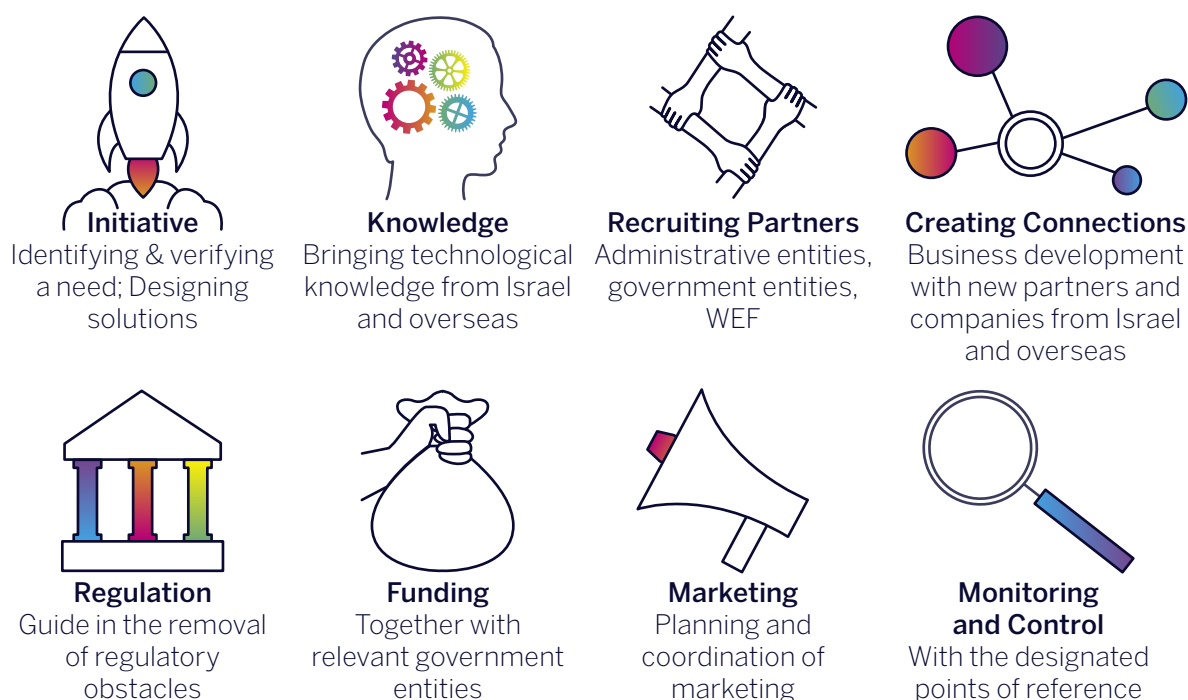 Initiative
Identifying & verifying
a need; Designing
solutions
Knowledge
Bringing technological
knowledge from Israel
and overseas
Recruiting Partners
Administrative entities,
government entities,
WEF
Creating Connections
Business development
with new partners and
companies from Israel
and overseas
Regulation
Guide in the removal
of regulatory
obstacles
Funding
Together with
relevant government
entities
Marketing
Planning and
coordination of
marketing
Monitoring
and Control
With the designated
points of reference